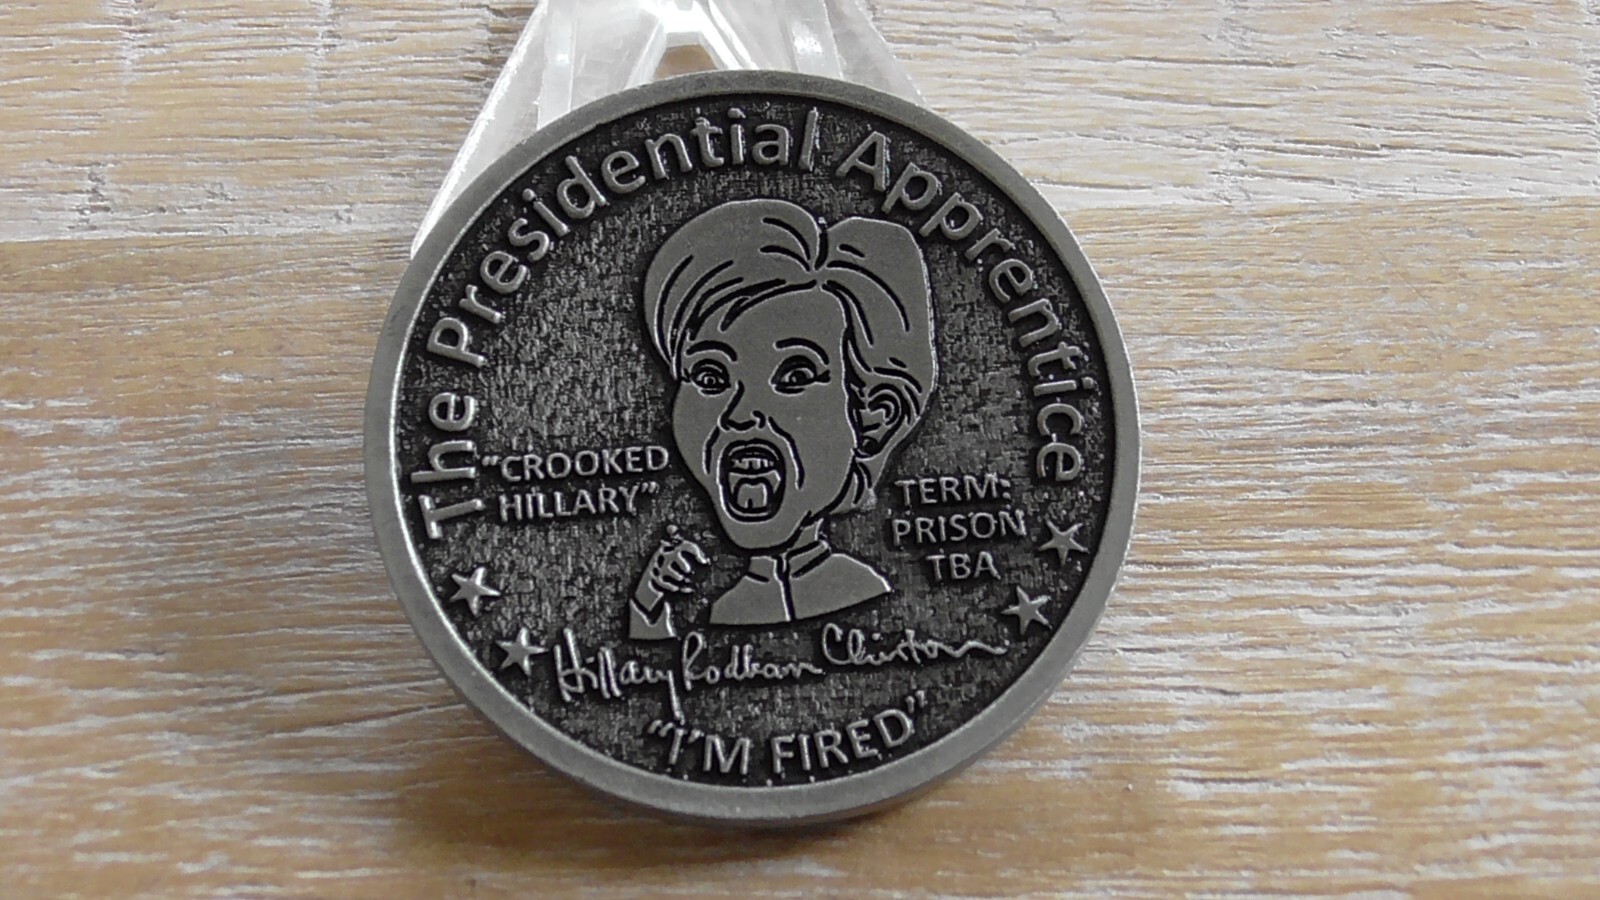 The Presidential Apprentice
"CROOKED
HILLARY"
TERM:
PRISON
TBA
Hillary Rodham Clinton
"I'M FIRED"